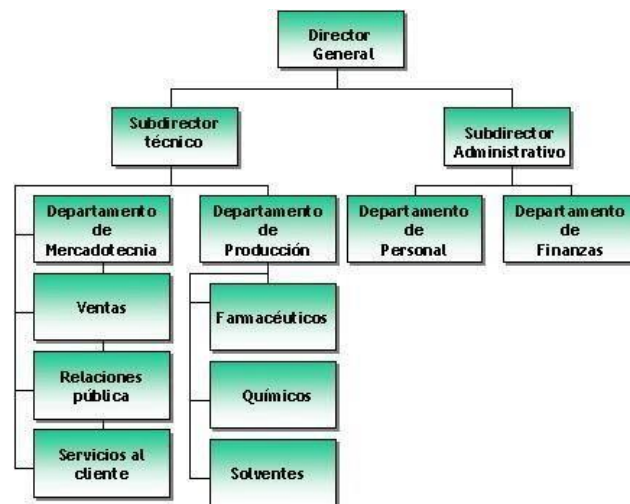 Director
General
Subdirector
técnico
Subdirector
Administrativo
Departamento
de
Mercadotecnia
Departamento
de
Producción
Departamento
de
Personal
Departamento
de
Finanzas
Ventas
Farmacéuticos
Relaciones
pública
Químicos
Servicios al
cliente
Solventes